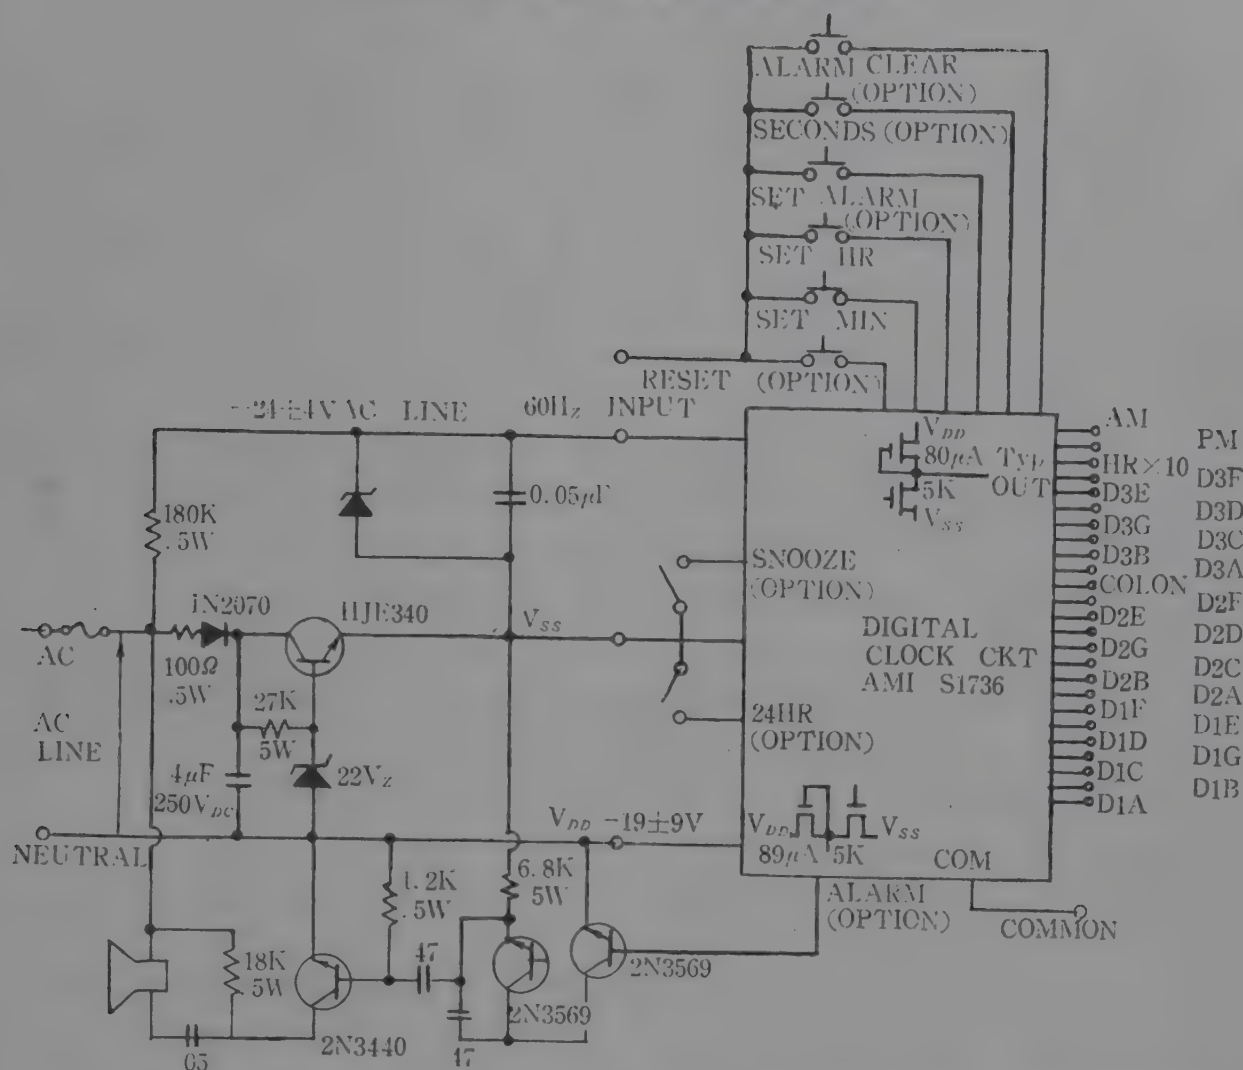 ALARM CLEAR
(OPTION)
SECONDS (OPTION)
SET ALARM
(OPTION)
SET HR
SET MIN
RESET (OPTION)
-24±4V AC LINE 60Hz INPUT
180K
.5W
0.05μF
1N2070
HJE340
VSS
AC
100Ω
.5W
AC
LINE
27K
5W
4μF
250VDC
22VZ
NEUTRAL
VDD -19±9V
1.2K
.5W
6.8K
5W
18K
.5W
47
47
2N3569
2N3569
2N3440
05
VDD
80μA Typ
OUT
5K
VSS
SNOOZE
(OPTION)
DIGITAL
CLOCK CKT
AMI S1736
24HR
(OPTION)
VDD
VSS
89μA 5K
COM
ALARM
(OPTION)
COMMON
AM
PM
HR×10
D3F
D3E
D3D
D3G
D3C
D3B
D3A
COLON
D2F
D2E
D2D
D2G
D2C
D2B
D2A
D1F
D1E
D1D
D1G
D1C
D1B
D1A